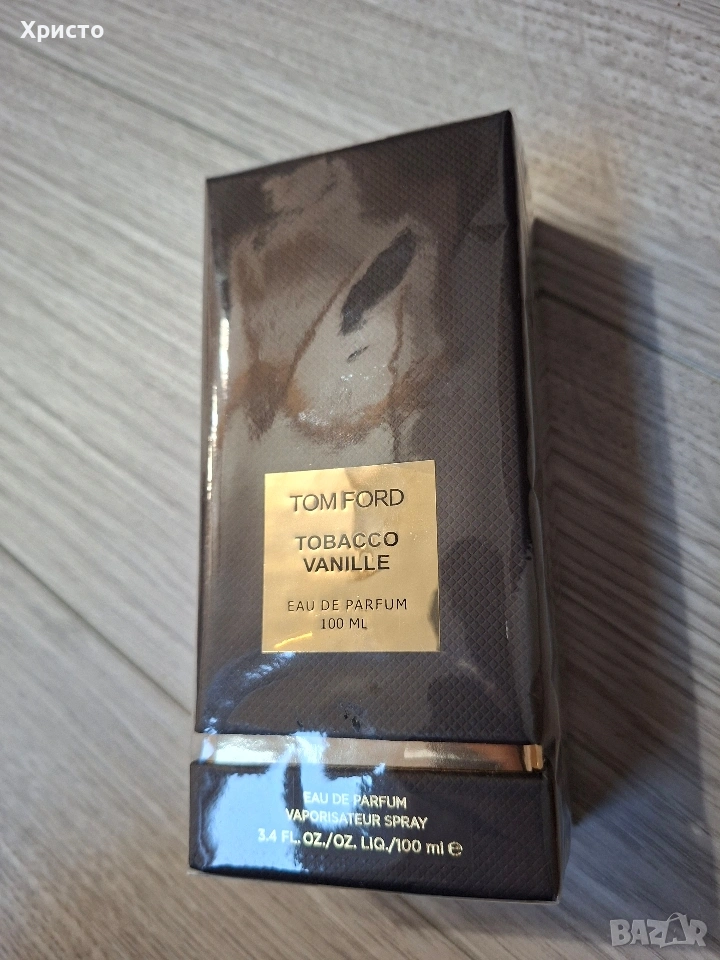 Христо
TOM FORD
TOBACCO
VANILLE
EAU DE PARFUM
100 ML
EAU DE PARFUM
VAPORISATEUR SPRAY
3.4 FL. OZ./OZ. LIQ./100 ml ℮
BAZAR